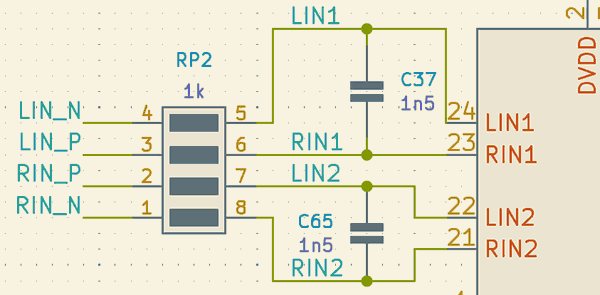 LIN1
2
DVDD
RP2
1k
C37
1n5
LIN_N 4 5 24 LIN1
LIN_P 3 6 RIN1 23 RIN1
RIN_P 2 7 LIN2
RIN_N 1 8 22 LIN2
C65
1n5
21 RIN2
RIN2